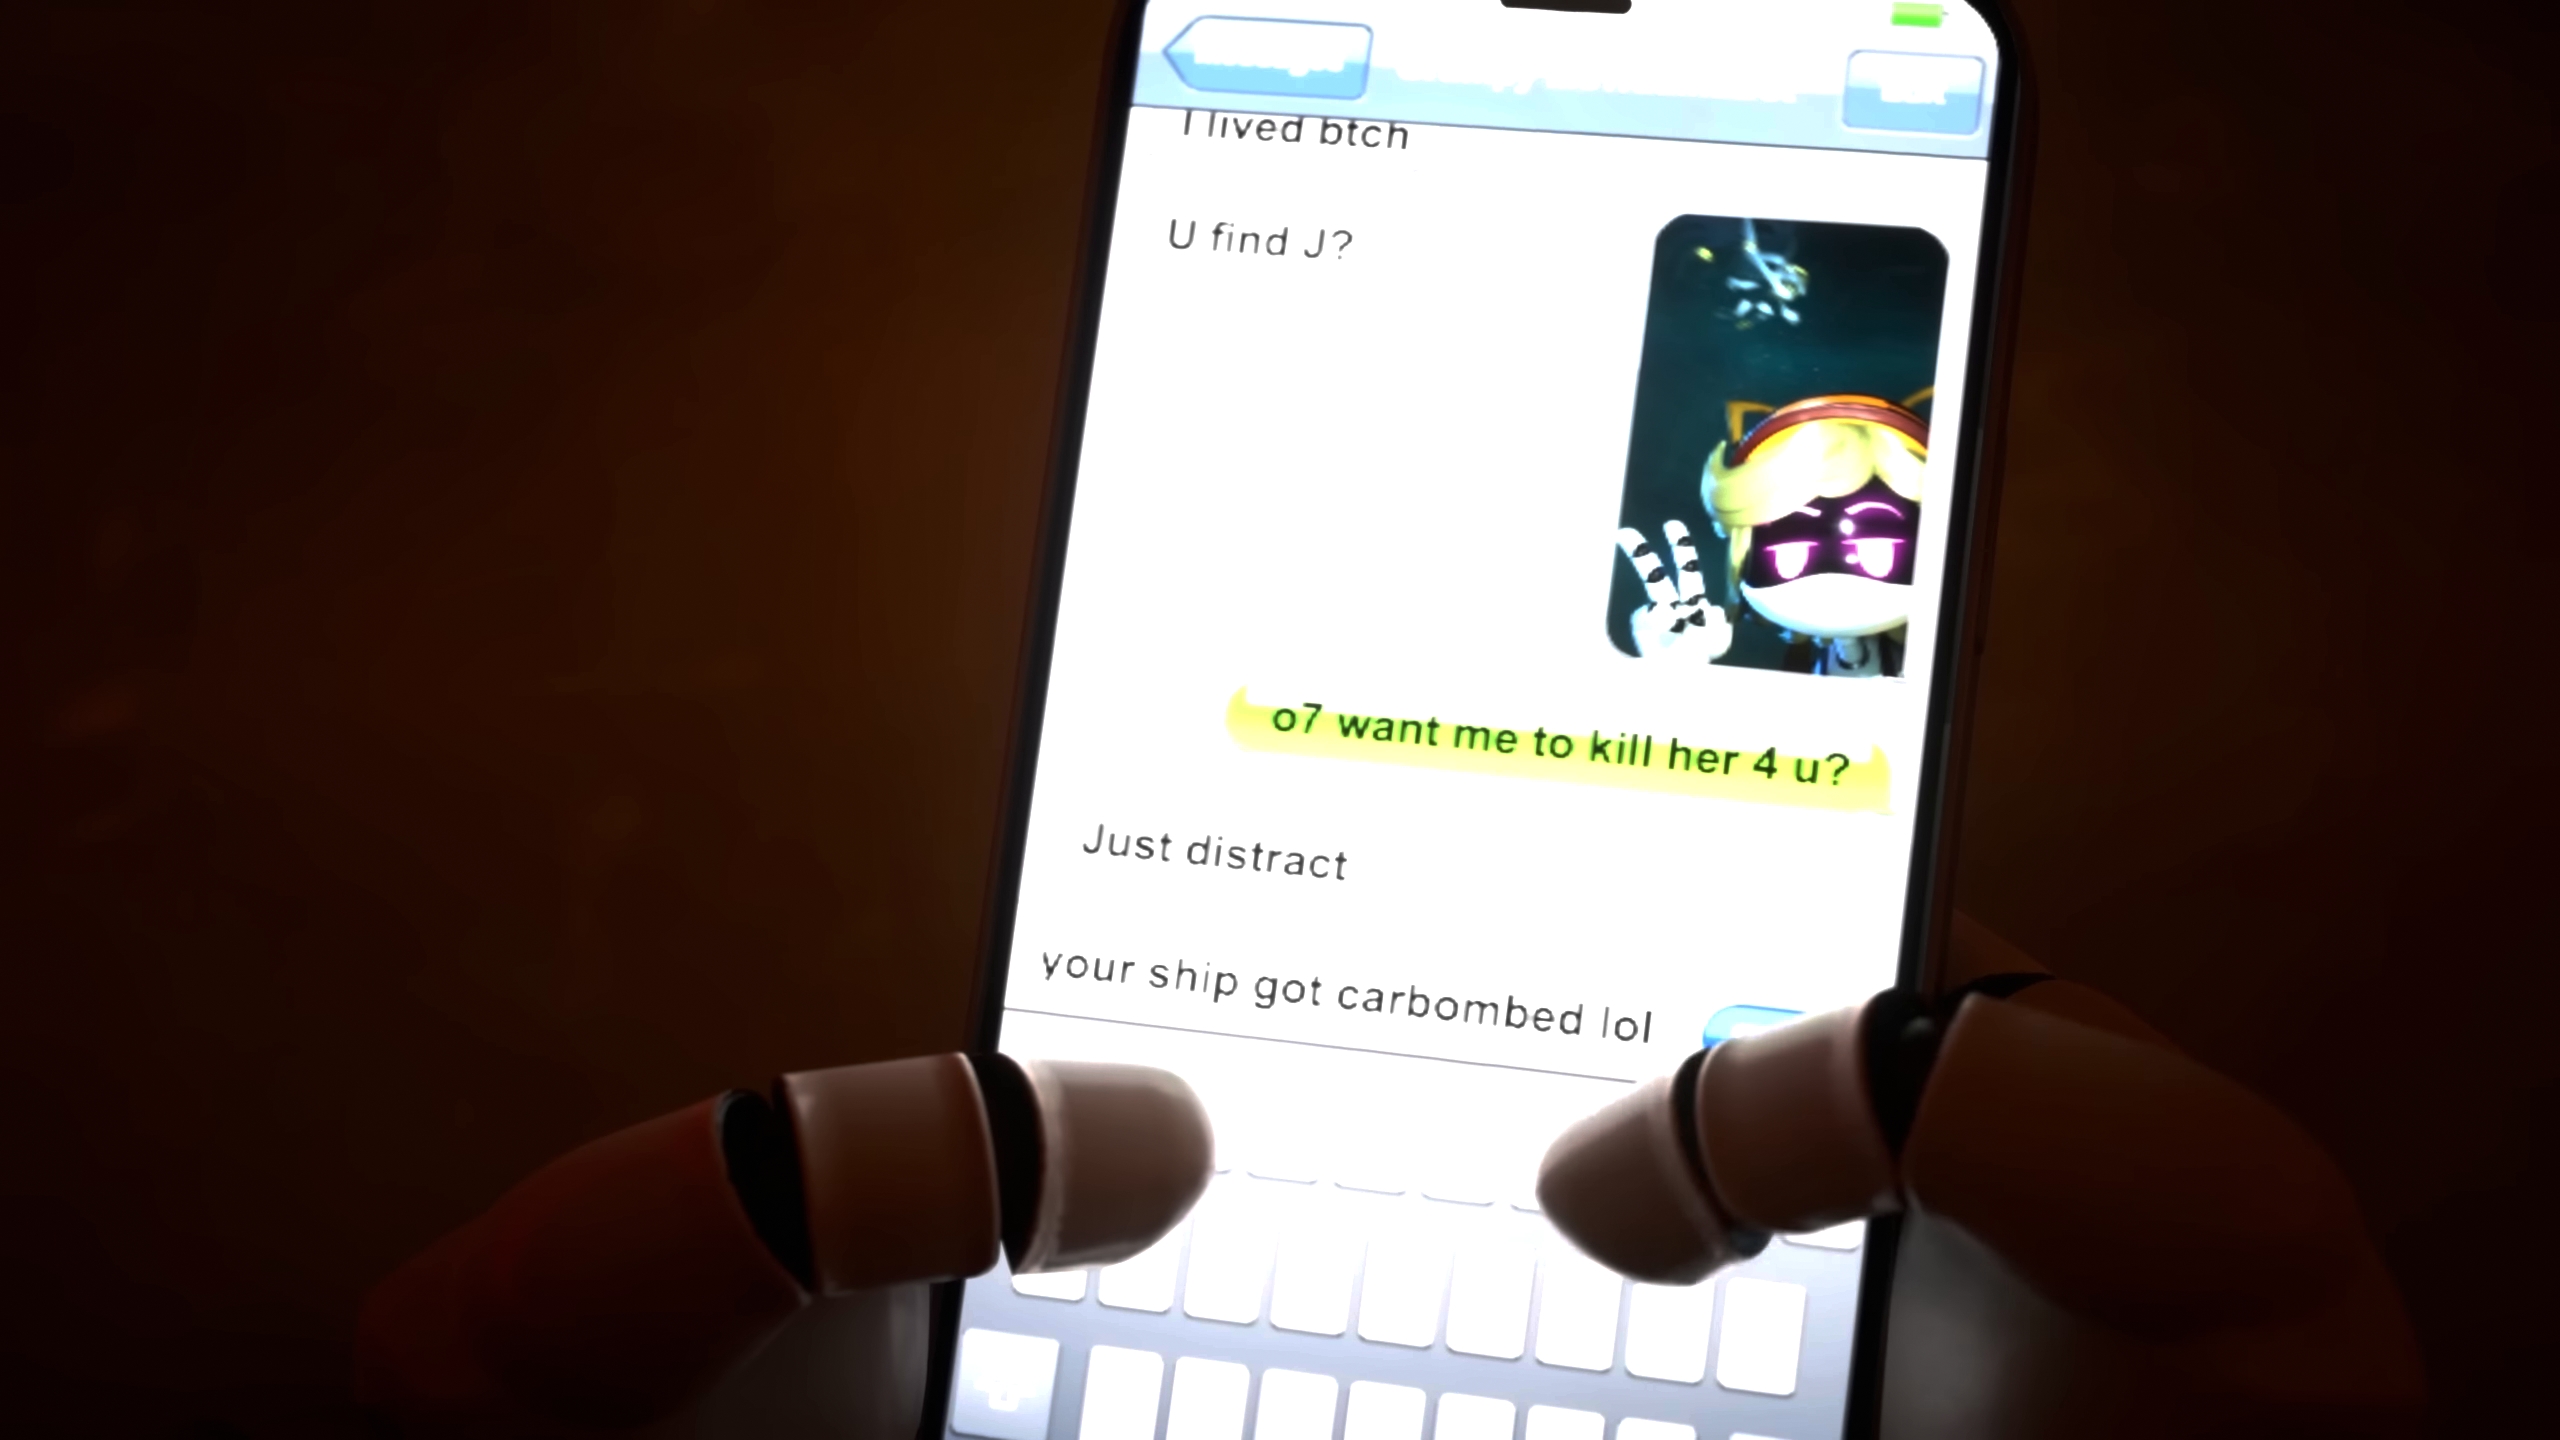 I lived btch
U find J?
o7 want me to kill her 4 u?
Just distract
your ship got carbombed lol